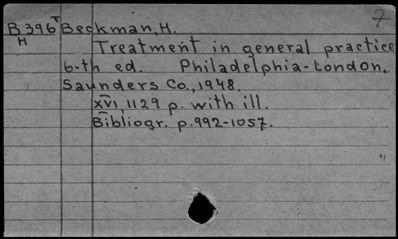 7
B396T Beckman, H.
H
Treatment in general practice
6-th ed. Philadelphia-London,
Saunders Co., 1948.
XVI, 1129 p. with ill.
Bibliogr. p. 992-1057.